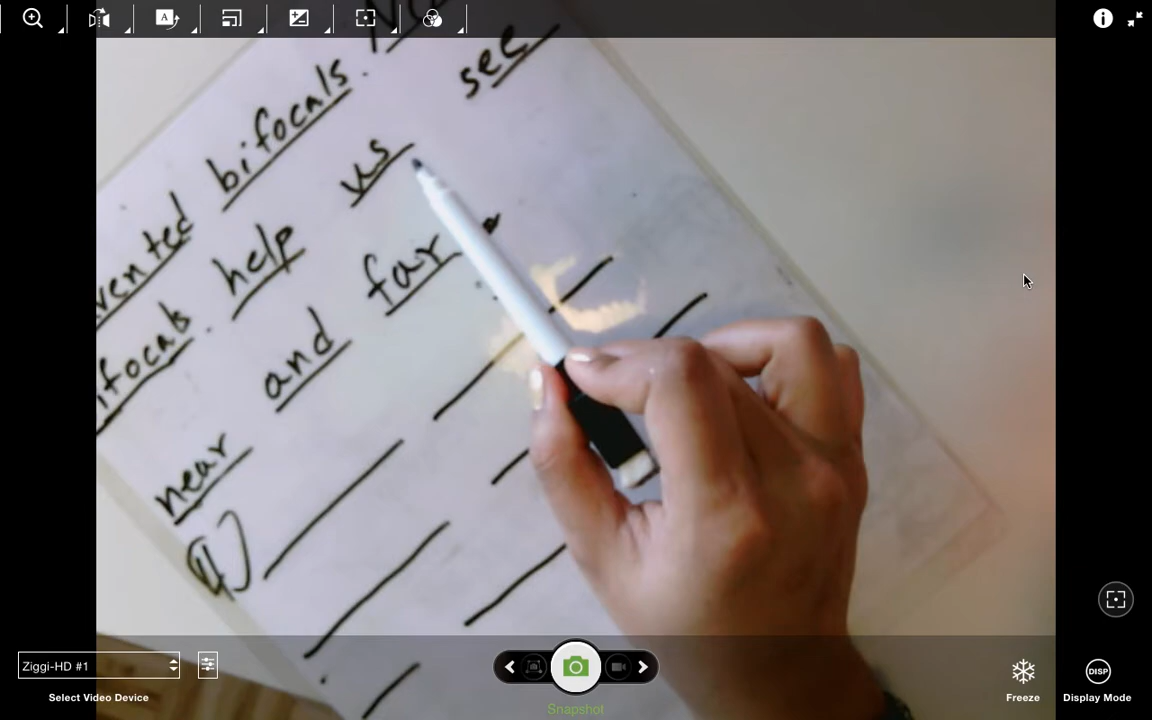 vented bifocals.
ifocals. help us see
near and far.
4)
Ziggi-HD #1
Select Video Device
Snapshot
Freeze
DISP
Display Mode